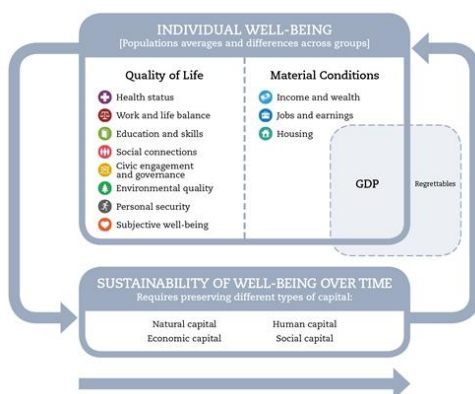 INDIVIDUAL WELL-BEING
[Populations averages and differences across groups]
Quality of Life
Health status
Work and life balance
Education and skills
Social connections
Civic engagement
and governance
Environmental quality
Personal security
Subjective well-being
Material Conditions
Income and wealth
Jobs and earnings
Housing
GDP
Regrettables
SUSTAINABILITY OF WELL-BEING OVER TIME
Requires preserving different types of capital:
Natural capital
Human capital
Economic capital
Social capital